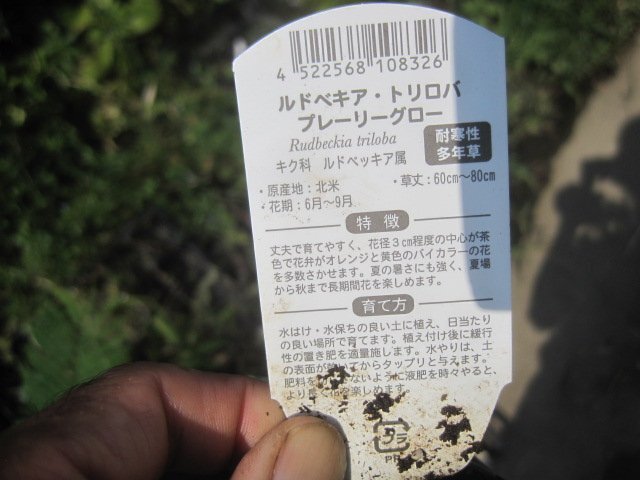 4 522568 108326
ルドベキア・トリロバ
プレーリーグロー
Rudbeckia triloba
耐寒性
多年草
キク科 ルドベッキア属
・原産地：北米 ・草丈：60cm～80cm
・花期：6月～9月
特徴
丈夫で育てやすく、花径3cm程度の中心が茶
色で花弁がオレンジと黄色のバイカラーの花
を多数さかせます。夏の暑さにも強く、夏場
から秋まで長期間花を楽しめます。
育て方
水はけ・水保ちの良い土に植え、日当たり
の良い場所で育てます。植え付け後に緩行
性の置き肥を適量施します。水やりは、土
の表面が いてからタップリと与えます。
肥料を ないように液肥を時々やると、
より 楽しめます。
プラ
PP